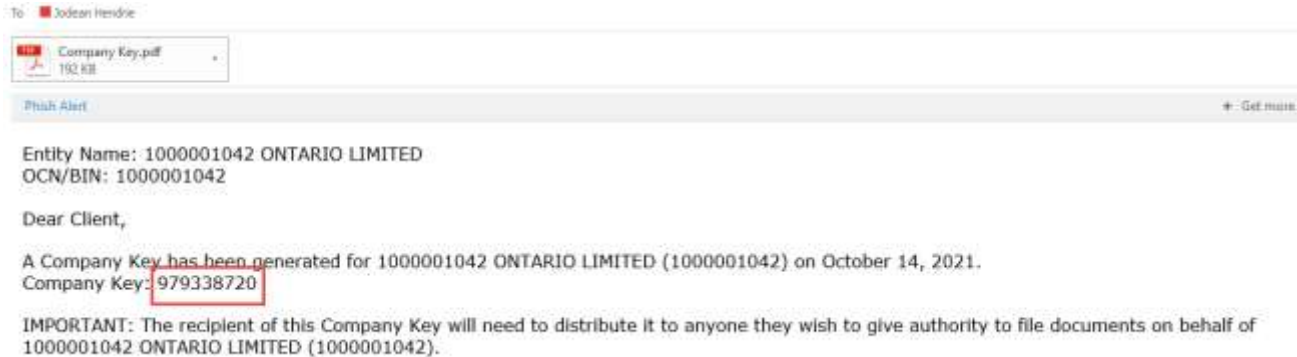 To Jodean Hendrie
PDF
Company Key.pdf
192 KB
Phish Alert + Get more
Entity Name: 1000001042 ONTARIO LIMITED
OCN/BIN: 1000001042
Dear Client,
A Company Key has been generated for 1000001042 ONTARIO LIMITED (1000001042) on October 14, 2021.
Company Key: 979338720
IMPORTANT: The recipient of this Company Key will need to distribute it to anyone they wish to give authority to file documents on behalf of
1000001042 ONTARIO LIMITED (1000001042).